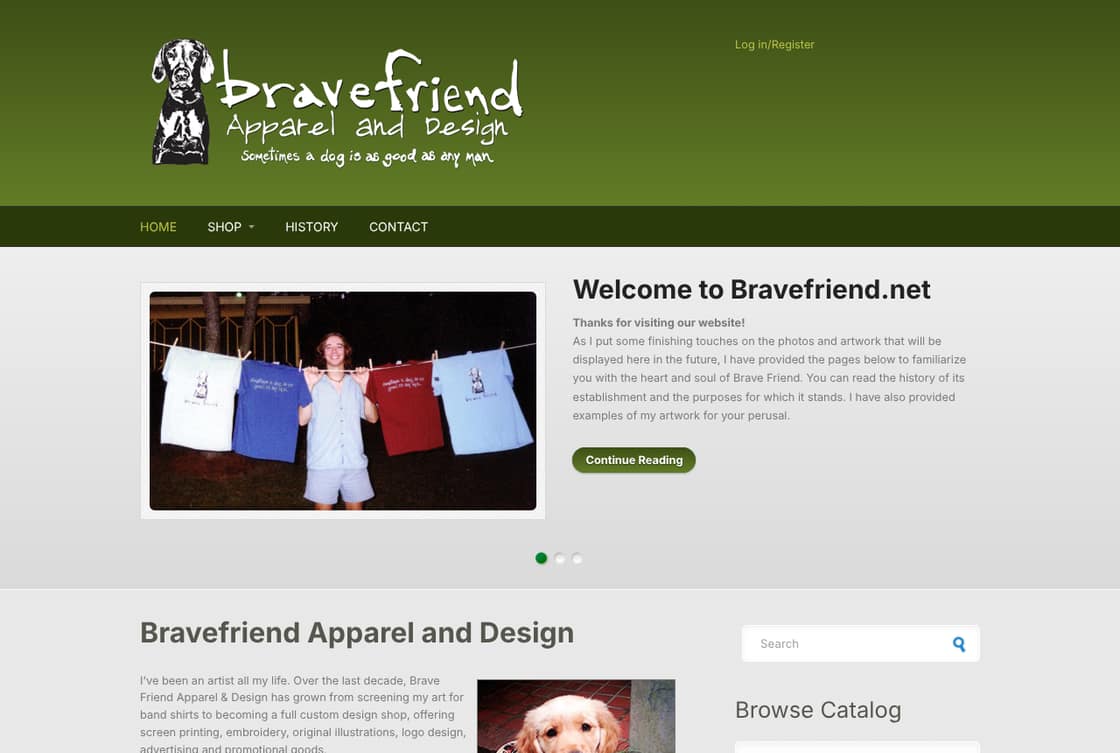 Log in/Register
bravefriend
Apparel and Design
Sometimes a dog is as good as any man
HOME SHOP HISTORY CONTACT
Welcome to Bravefriend.net
Thanks for visiting our website!
As I put some finishing touches on the photos and artwork that will be
displayed here in the future, I have provided the pages below to familiarize
you with the heart and soul of Brave Friend. You can read the history of its
establishment and the purposes for which it stands. I have also provided
examples of my artwork for your perusal.
Continue Reading
Bravefriend Apparel and Design
I've been an artist all my life. Over the last decade, Brave
Friend Apparel & Design has grown from screening my art for
band shirts to becoming a full custom design shop, offering
screen printing, embroidery, original illustrations, logo design,
advertising and promotional goods.
Search
Browse Catalog